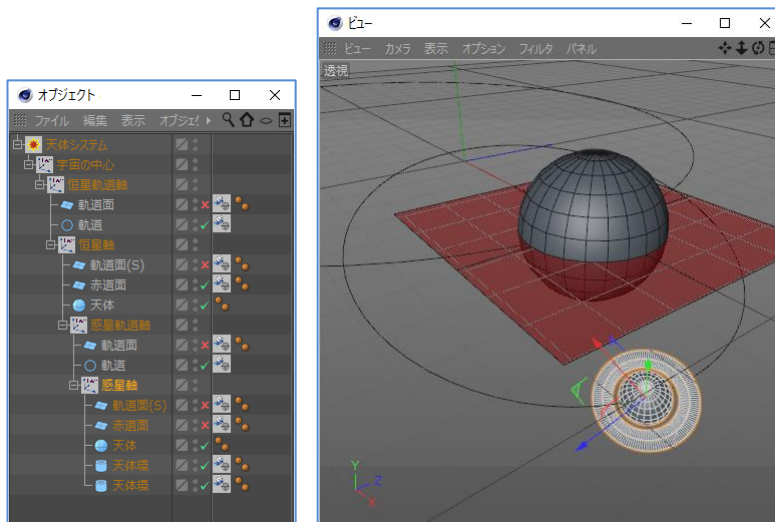 オブジェクト
ファイル 編集 表示 オブジェク
天体システム
宇宙の中心
恒星軌道軸
軌道面
軌道
恒星軸
軌道面(S)
赤道面
天体
惑星軌道軸
軌道面
軌道
惑星軸
軌道面(S)
赤道面
天体
天体環
天体環
ビュー
ビュー カメラ 表示 オプション フィルタ パネル
透視
Y
Z
X